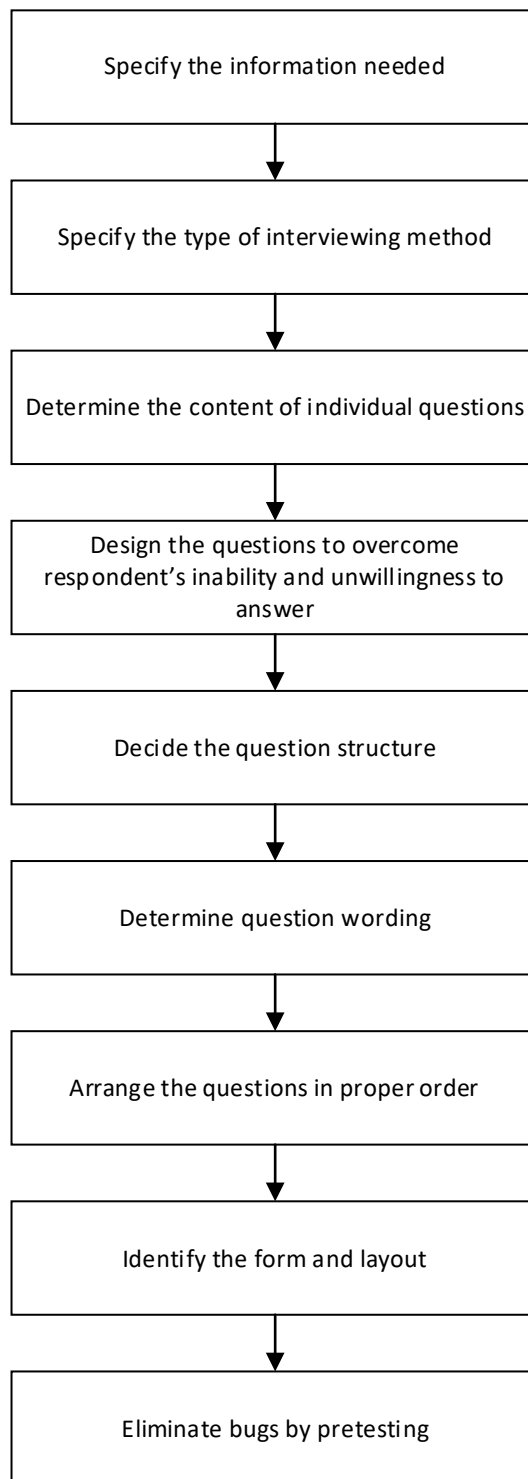 Specify the information needed
Specify the type of interviewing method
Determine the content of individual questions
Design the questions to overcome
respondent’s inability and unwillingness to
answer
Decide the question structure
Determine question wording
Arrange the questions in proper order
Identify the form and layout
Eliminate bugs by pretesting